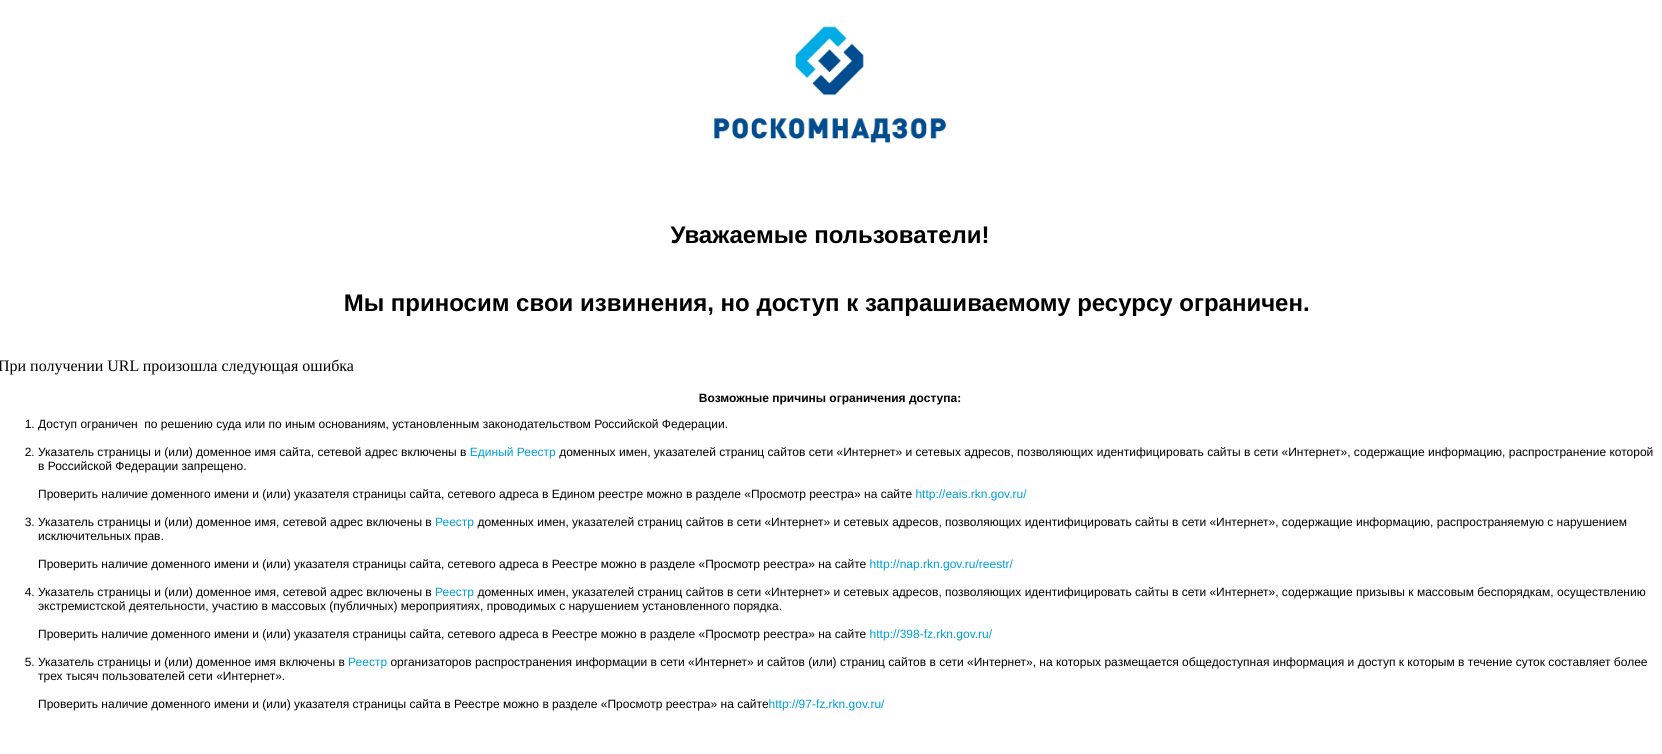 РОСКОМНАДЗОР
Уважаемые пользователи!
Мы приносим свои извинения, но доступ к запрашиваемому ресурсу ограничен.
При получении URL произошла следующая ошибка
Возможные причины ограничения доступа:
1. Доступ ограничен  по решению суда или по иным основаниям, установленным законодательством Российской Федерации.
2. Указатель страницы и (или) доменное имя сайта, сетевой адрес включены в Единый Реестр доменных имен, указателей страниц сайтов сети «Интернет» и сетевых адресов, позволяющих идентифицировать сайты в сети «Интернет», содержащие информацию, распространение которой
в Российской Федерации запрещено.
Проверить наличие доменного имени и (или) указателя страницы сайта, сетевого адреса в Едином реестре можно в разделе «Просмотр реестра» на сайте http://eais.rkn.gov.ru/
3. Указатель страницы и (или) доменное имя, сетевой адрес включены в Реестр доменных имен, указателей страниц сайтов в сети «Интернет» и сетевых адресов, позволяющих идентифицировать сайты в сети «Интернет», содержащие информацию, распространяемую с нарушением
исключительных прав.
Проверить наличие доменного имени и (или) указателя страницы сайта, сетевого адреса в Реестре можно в разделе «Просмотр реестра» на сайте http://nap.rkn.gov.ru/reestr/
4. Указатель страницы и (или) доменное имя, сетевой адрес включены в Реестр доменных имен, указателей страниц сайтов в сети «Интернет» и сетевых адресов, позволяющих идентифицировать сайты в сети «Интернет», содержащие призывы к массовым беспорядкам, осуществлению
экстремистской деятельности, участию в массовых (публичных) мероприятиях, проводимых с нарушением установленного порядка.
Проверить наличие доменного имени и (или) указателя страницы сайта, сетевого адреса в Реестре можно в разделе «Просмотр реестра» на сайте http://398-fz.rkn.gov.ru/
5. Указатель страницы и (или) доменное имя включены в Реестр организаторов распространения информации в сети «Интернет» и сайтов (или) страниц сайтов в сети «Интернет», на которых размещается общедоступная информация и доступ к которым в течение суток составляет более
трех тысяч пользователей сети «Интернет».
Проверить наличие доменного имени и (или) указателя страницы сайта в Реестре можно в разделе «Просмотр реестра» на сайтеhttp://97-fz.rkn.gov.ru/